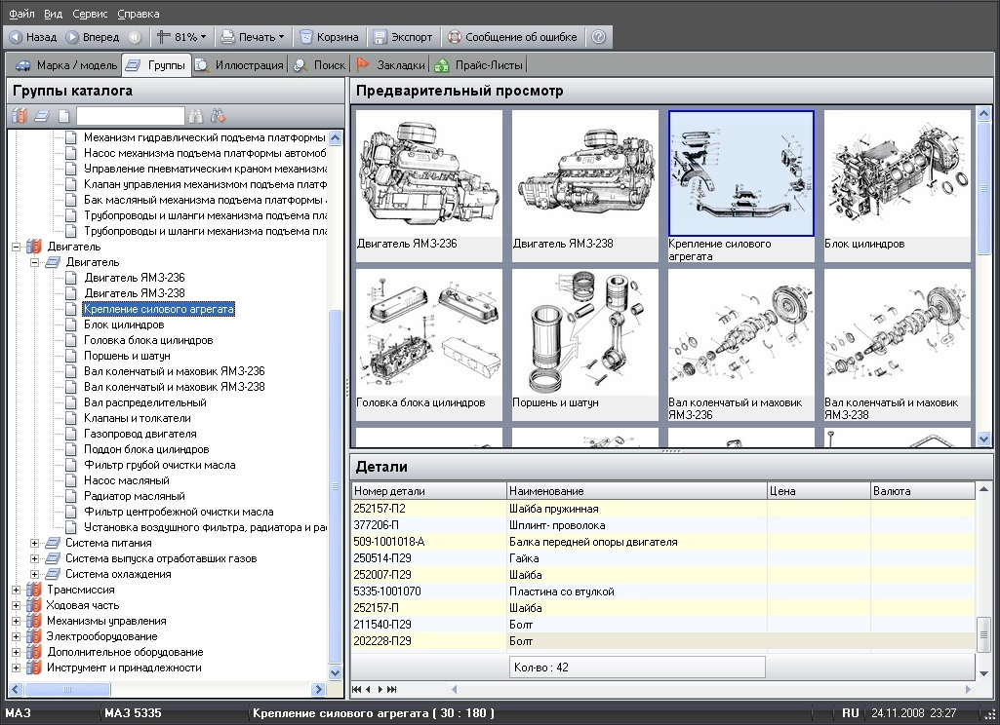 Файл Вид Сервис Справка
Назад Вперед 81% Печать Корзина Экспорт Сообщение об ошибке
Марка / модель Группы Иллюстрация Поиск Закладки Прайс-Листы
Группы каталога
Механизм гидравлический подъема платформы
Насос механизма подъема платформы автомоб
Управление пневматическим краном механизма
Клапан управления механизмом подъема платф
Бак масляный механизма подъема платформы
Трубопроводы и шланги механизма подъема пла
Трубопроводы и шланги механизма подъема пла
Двигатель
Двигатель
Двигатель ЯМЗ-236
Двигатель ЯМЗ-238
Крепление силового агрегата
Блок цилиндров
Головка блока цилиндров
Поршень и шатун
Вал коленчатый и маховик ЯМЗ-236
Вал коленчатый и маховик ЯМЗ-238
Вал распределительный
Клапаны и толкатели
Газопровод двигателя
Поддон блока цилиндров
Фильтр грубой очистки масла
Насос масляный
Радиатор масляный
Фильтр центробежной очистки масла
Установка воздушного фильтра, радиатора и ра
Система питания
Система выпуска отработавших газов
Система охлаждения
Трансмиссия
Ходовая часть
Механизмы управления
Электрооборудование
Дополнительное оборудование
Инструмент и принадлежности
Предварительный просмотр
Двигатель ЯМЗ-236
Двигатель ЯМЗ-238
Крепление силового
агрегата
Блок цилиндров
Головка блока цилиндров
Поршень и шатун
Вал коленчатый и маховик
ЯМЗ-236
Вал коленчатый и маховик
ЯМЗ-238
Детали
Номер детали Наименование Цена Валюта
252157-П2 Шайба пружинная
377206-П Шплинт- проволока
509-1001018-А Балка передней опоры двигателя
250514-П29 Гайка
252007-П29 Шайба
5335-1001070 Пластина со втулкой
252157-П Шайба
211540-П29 Болт
202228-П29 Болт
Кол-во : 42
МАЗ МАЗ 5335 Крепление силового агрегата ( 30 : 180 ) RU 24.11.2008 23:27